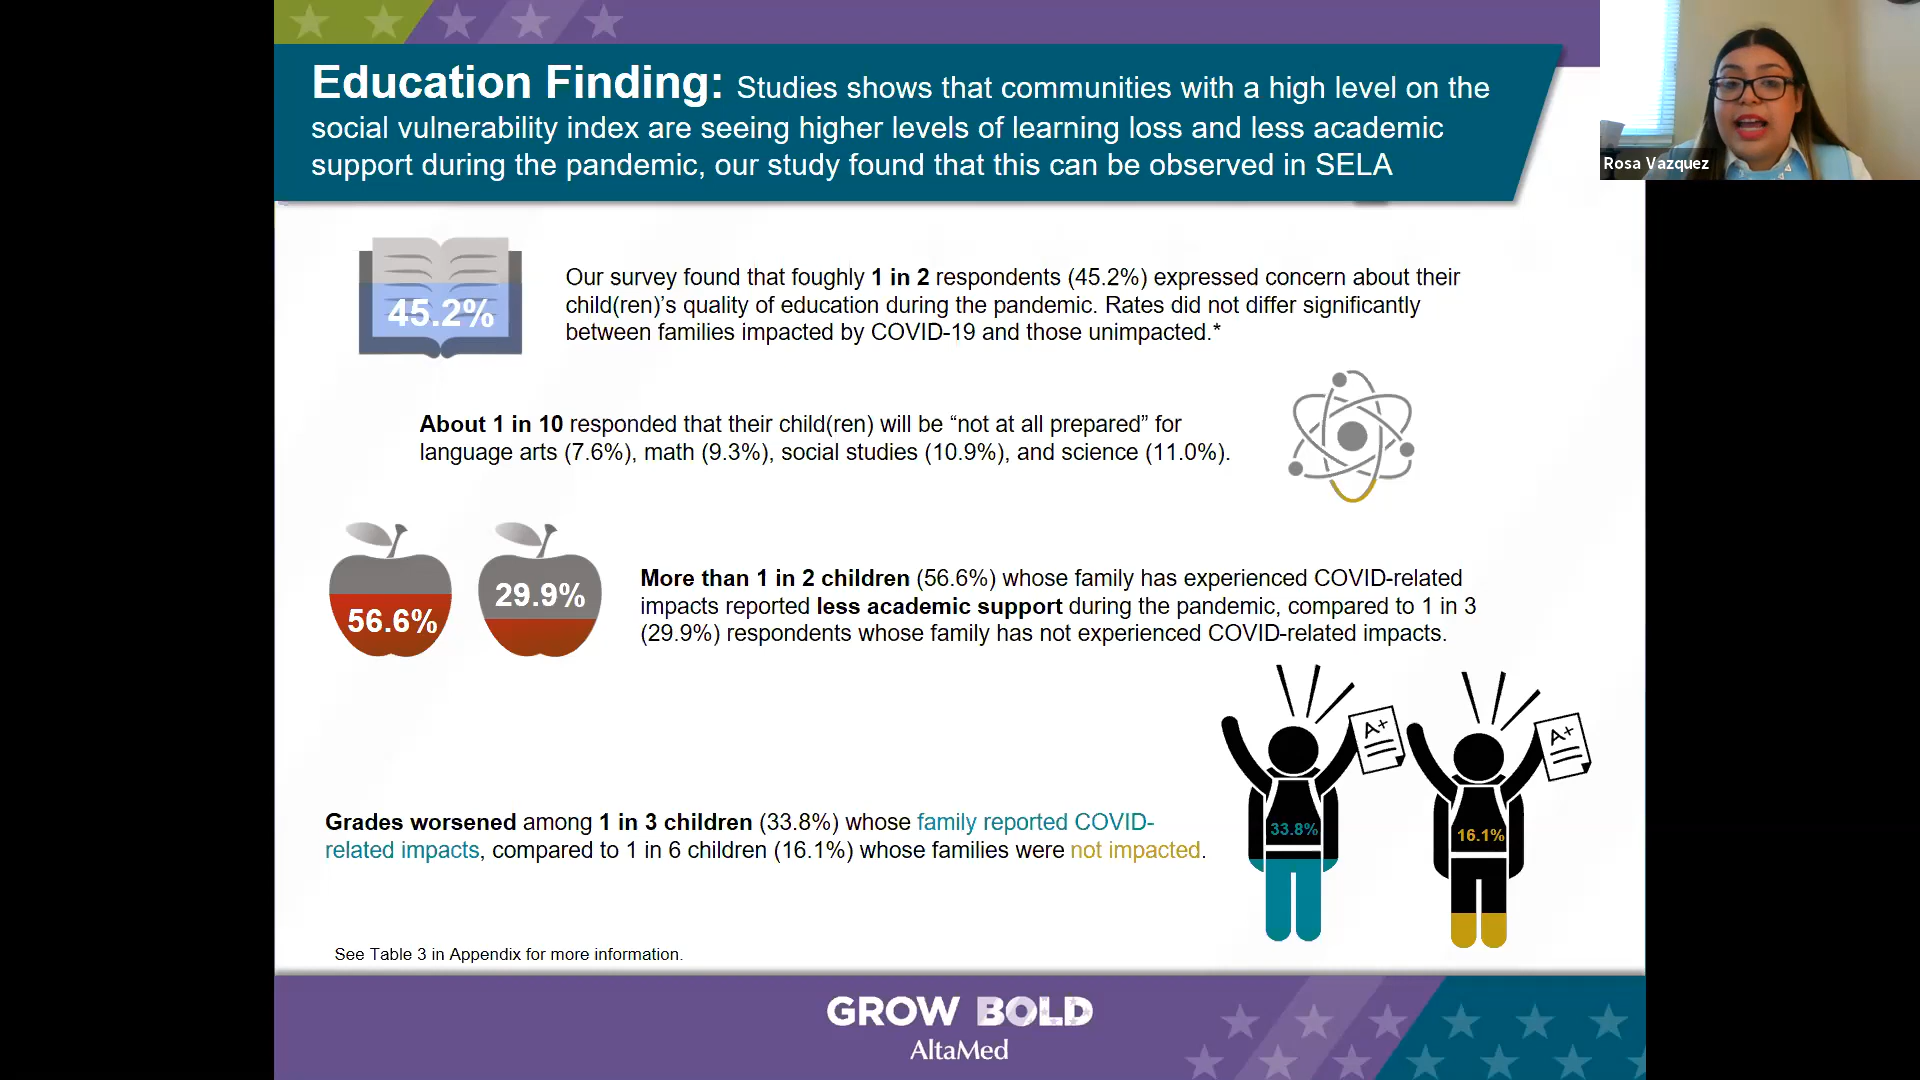 Education Finding: Studies shows that communities with a high level on the
social vulnerability index are seeing higher levels of learning loss and less academic
support during the pandemic, our study found that this can be observed in SELA
Rosa Vazquez
45.2%
Our survey found that foughly 1 in 2 respondents (45.2%) expressed concern about their
child(ren)’s quality of education during the pandemic. Rates did not differ significantly
between families impacted by COVID-19 and those unimpacted.*
About 1 in 10 responded that their child(ren) will be “not at all prepared” for
language arts (7.6%), math (9.3%), social studies (10.9%), and science (11.0%).
56.6%
29.9%
More than 1 in 2 children (56.6%) whose family has experienced COVID-related
impacts reported less academic support during the pandemic, compared to 1 in 3
(29.9%) respondents whose family has not experienced COVID-related impacts.
A+
A+
33.8%
16.1%
Grades worsened among 1 in 3 children (33.8%) whose family reported COVID-
related impacts, compared to 1 in 6 children (16.1%) whose families were not impacted.
See Table 3 in Appendix for more information.
GROW BOLD
AltaMed